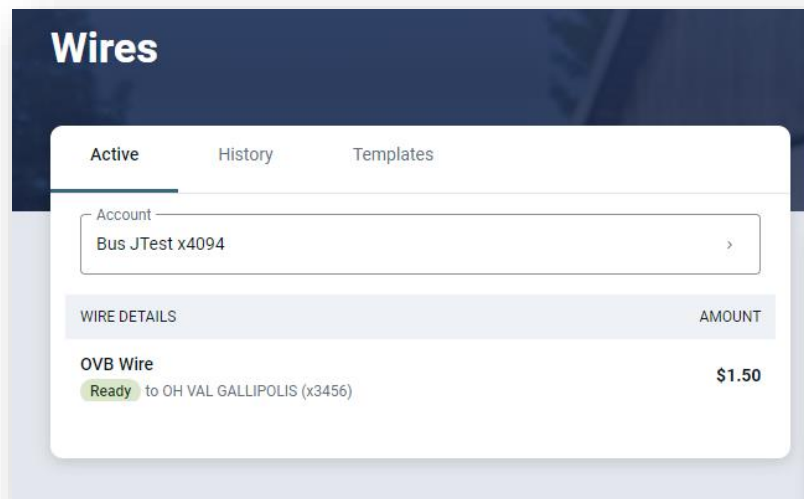 Wires
Active History Templates
Account
Bus JTest x4094
WIRE DETAILS AMOUNT
OVB Wire
$1.50
Ready to OH VAL GALLIPOLIS (x3456)